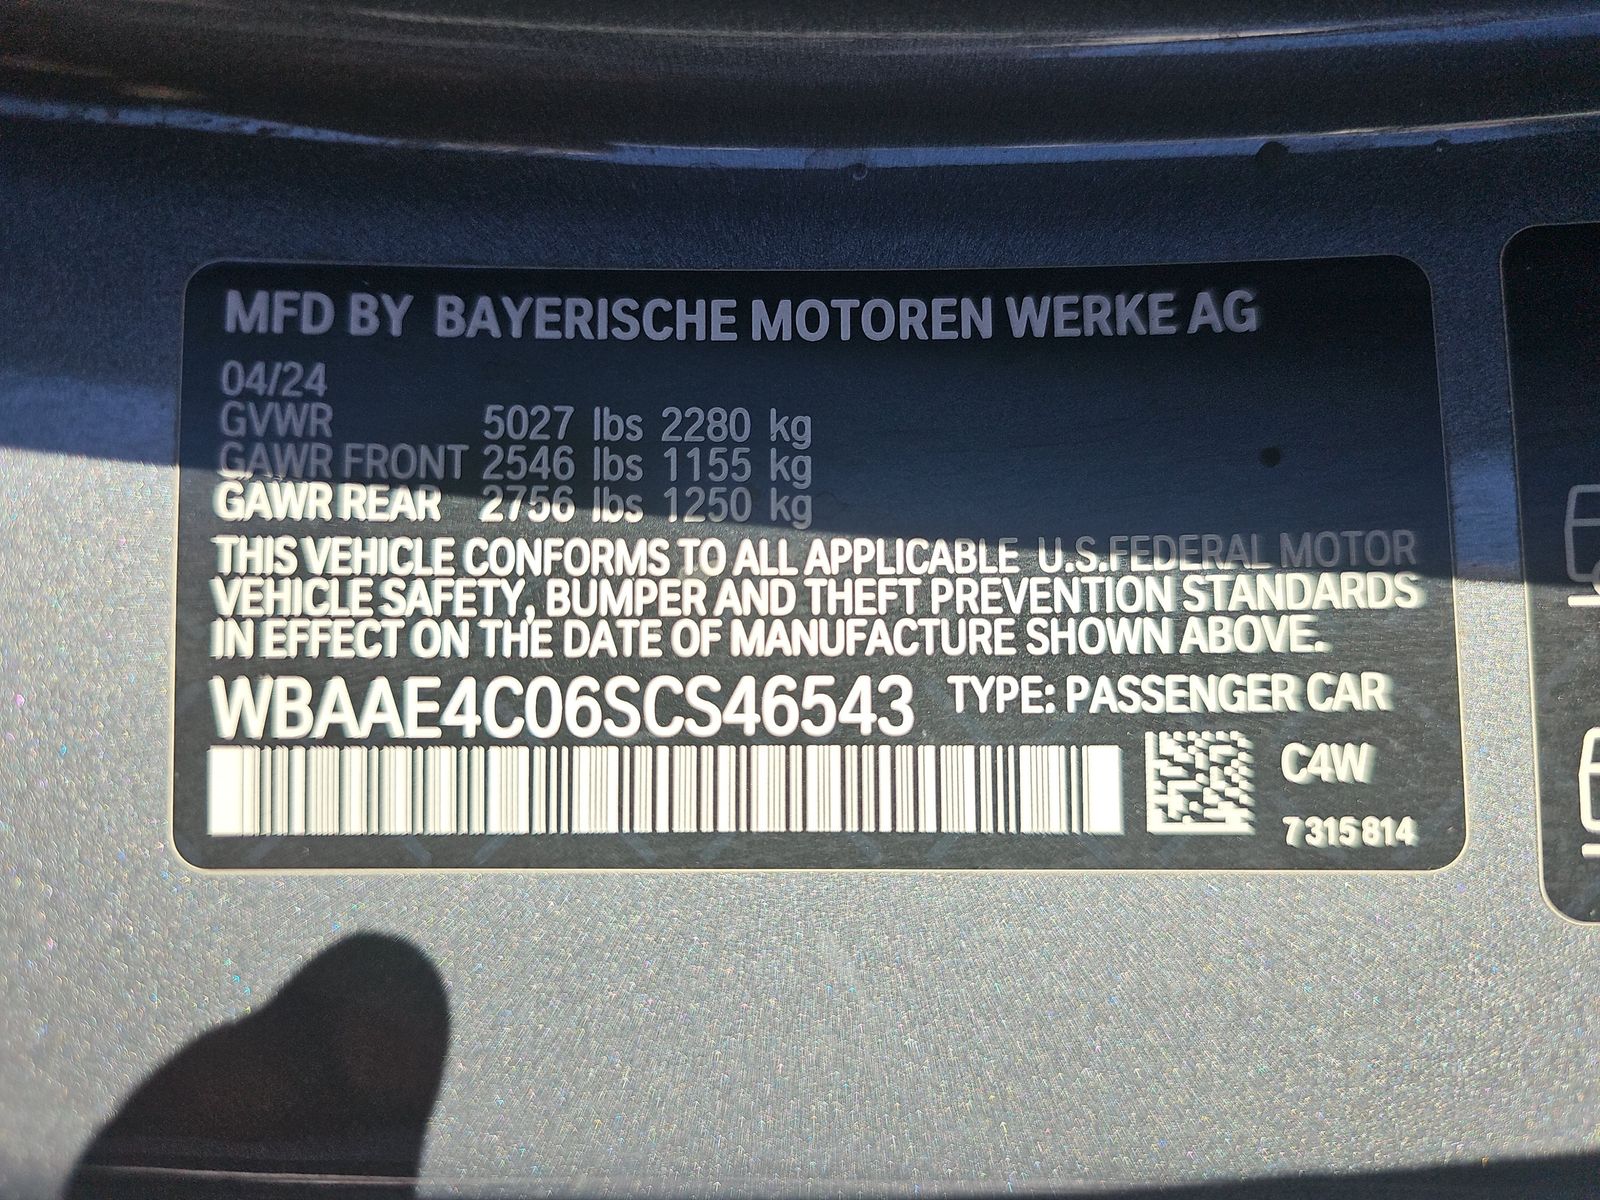 MFD BY BAYERISCHE MOTOREN WERKE AG
04/24
GVWR 5027 lbs 2280 kg
GAWR FRONT 2546 lbs 1155 kg
GAWR REAR 2756 lbs 1250 kg
THIS VEHICLE CONFORMS TO ALL APPLICABLE U.S.FEDERAL MOTOR
VEHICLE SAFETY, BUMPER AND THEFT PREVENTION STANDARDS
IN EFFECT ON THE DATE OF MANUFACTURE SHOWN ABOVE.
WBAAE4C06SCS46543 TYPE: PASSENGER CAR
C4W
7315814